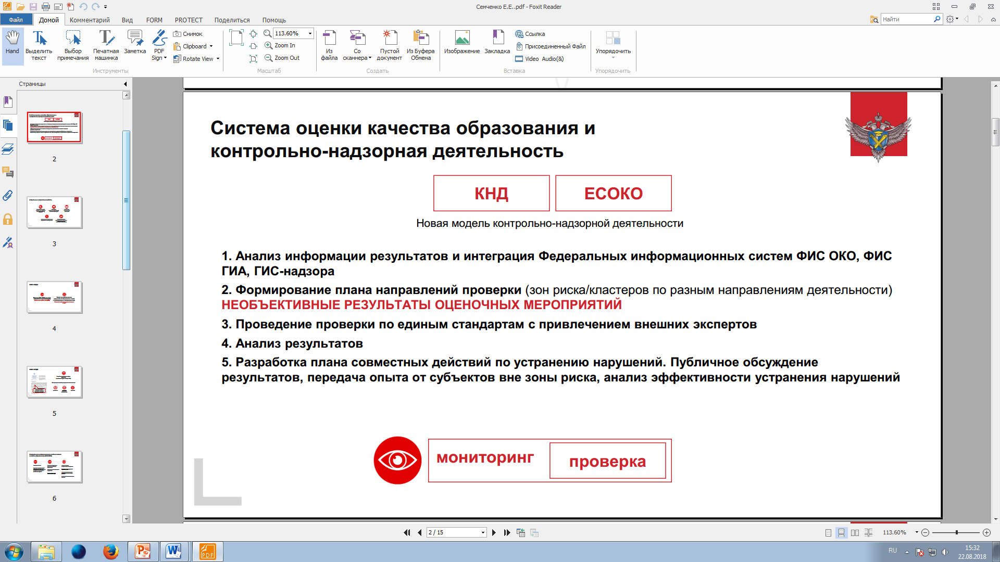 Семченко Е.Е..pdf - Foxit Reader
Файл
Домой
Комментарий
Вид
FORM
PROTECT
Поделиться
Помощь
Найти
Hand
Выделить текст
Выбор примечания
Печатная машинка
Заметка
PDF Sign
Снимок
Clipboard
Rotate View
Инструменты
113.60%
Zoom In
Zoom Out
Масштаб
Из файла
Со сканнера
Пустой документ
Из Буфера Обмена
Создать
Изображение
Закладка
Ссылка
Присоединенный Файл
Video Audio(&)
Вставка
Упорядочить
Упорядочить
Страницы
2
3
4
5
6
Система оценки качества образования и
контрольно-надзорная деятельность
КНД
ЕСОКО
Новая модель контрольно-надзорной деятельности
1. Анализ информации результатов и интеграция Федеральных информационных систем ФИС ОКО, ФИС
ГИА, ГИС-надзора
2. Формирование плана направлений проверки (зон риска/кластеров по разным направлениям деятельности)
НЕОБЪЕКТИВНЫЕ РЕЗУЛЬТАТЫ ОЦЕНОЧНЫХ МЕРОПРИЯТИЙ
3. Проведение проверки по единым стандартам с привлечением внешних экспертов
4. Анализ результатов
5. Разработка плана совместных действий по устранению нарушений. Публичное обсуждение
результатов, передача опыта от субъектов вне зоны риска, анализ эффективности устранения нарушений
мониторинг
проверка
2 / 15
113.60%
RU
15:32
22.08.2018